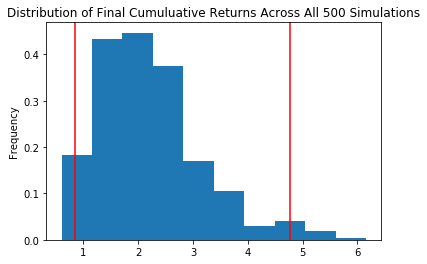 Distribution of Final Cumuluative Returns Across All 500 Simulations
Frequency
0.4
0.3
0.2
0.1
0.0
1 2 3 4 5 6